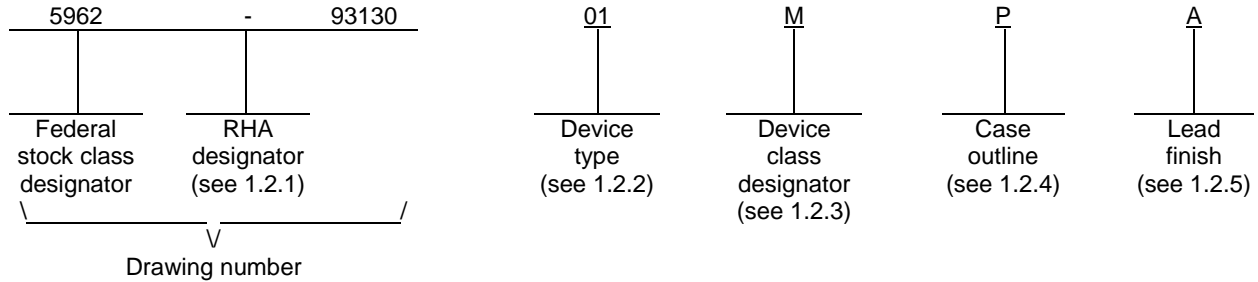 5962 - 93130 01 M P A
Federal stock class designator
RHA designator (see 1.2.1)
Device type (see 1.2.2)
Device class designator (see 1.2.3)
Case outline (see 1.2.4)
Lead finish (see 1.2.5)
\ /
\/
Drawing number